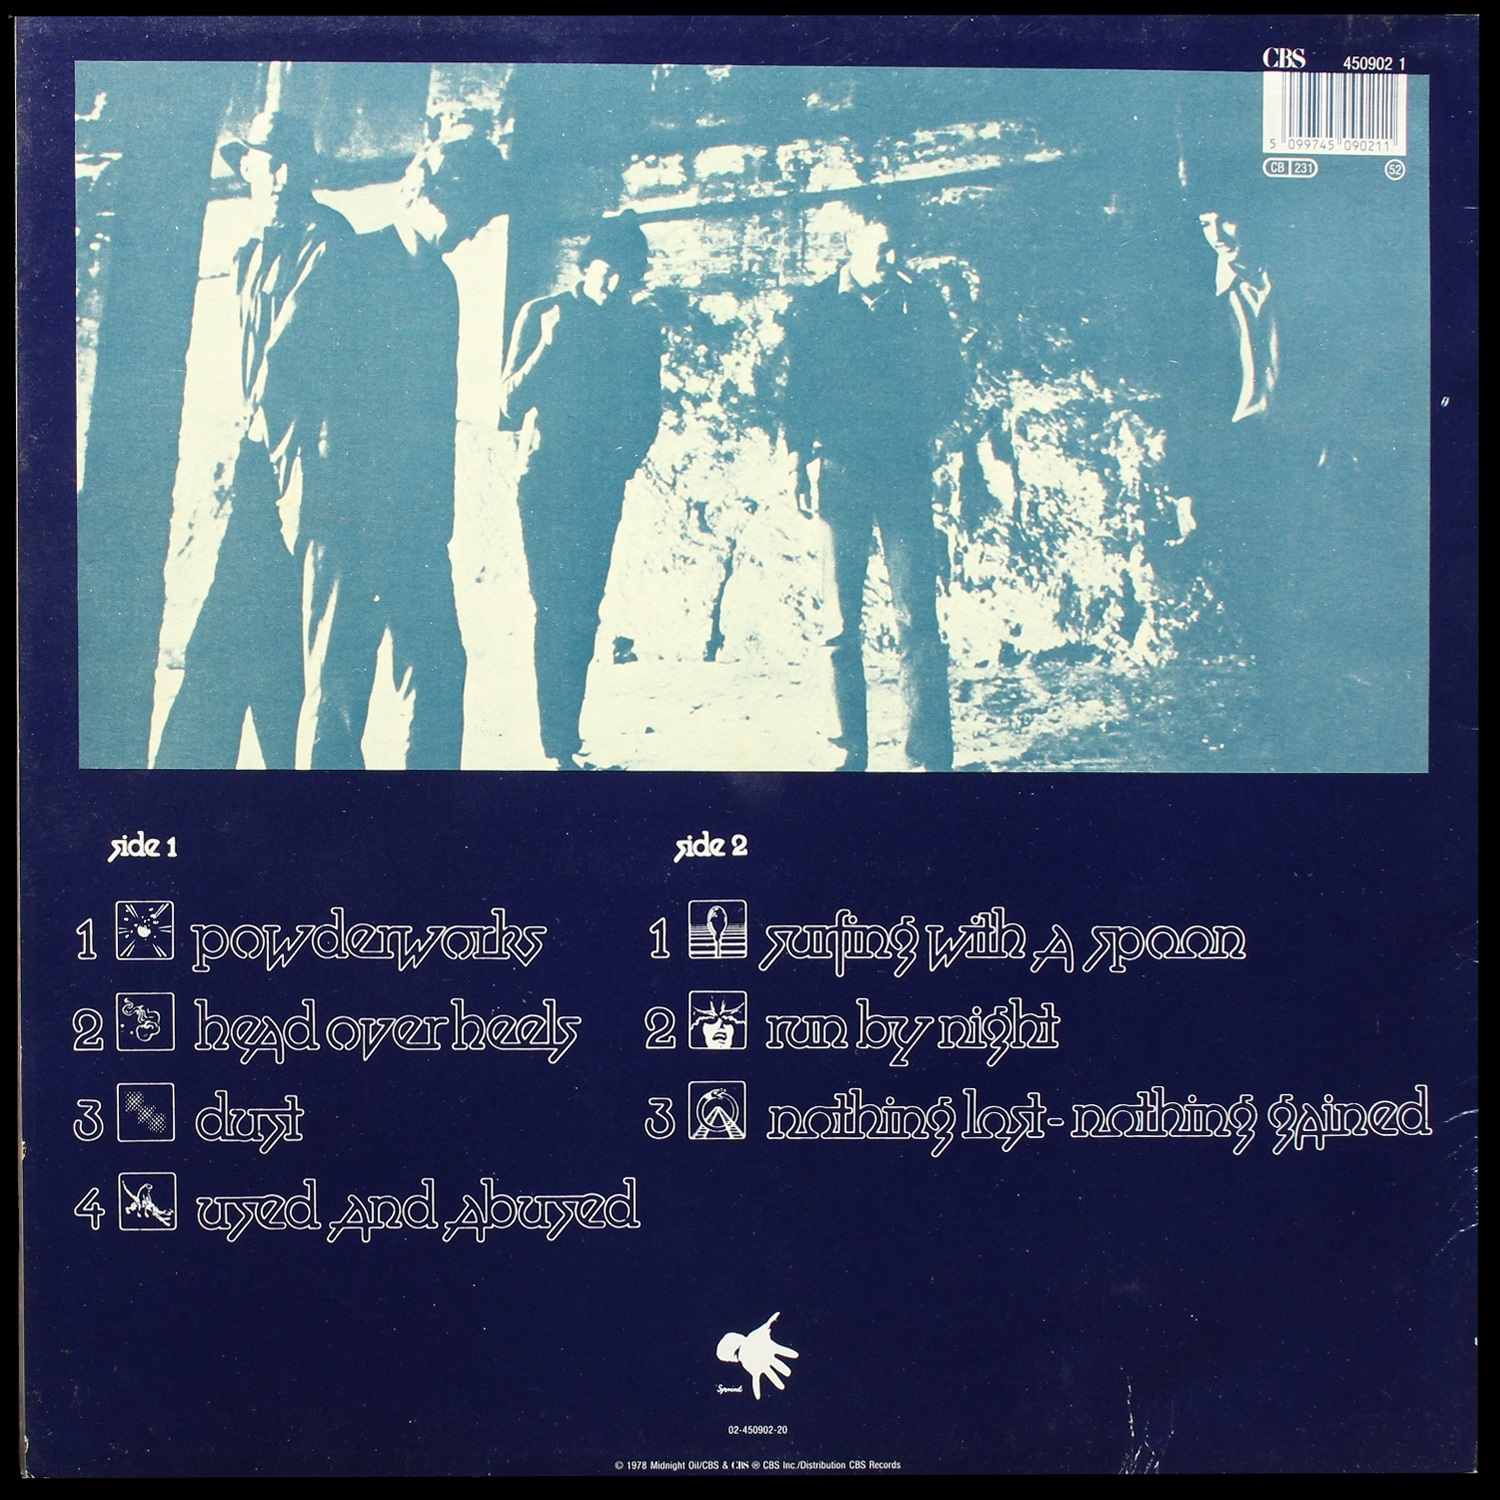 CBS 450902 1
5 099745 090211
CB 231 52
side 1
1 powderworks
2 head over heels
3 dust
4 used and abused
side 2
1 surfing with a spoon
2 run by night
3 nothing lost - nothing gained
Sprint
02-450902-20
© 1978 Midnight Oil/CBS & CBS ® CBS Inc./Distribution CBS Records